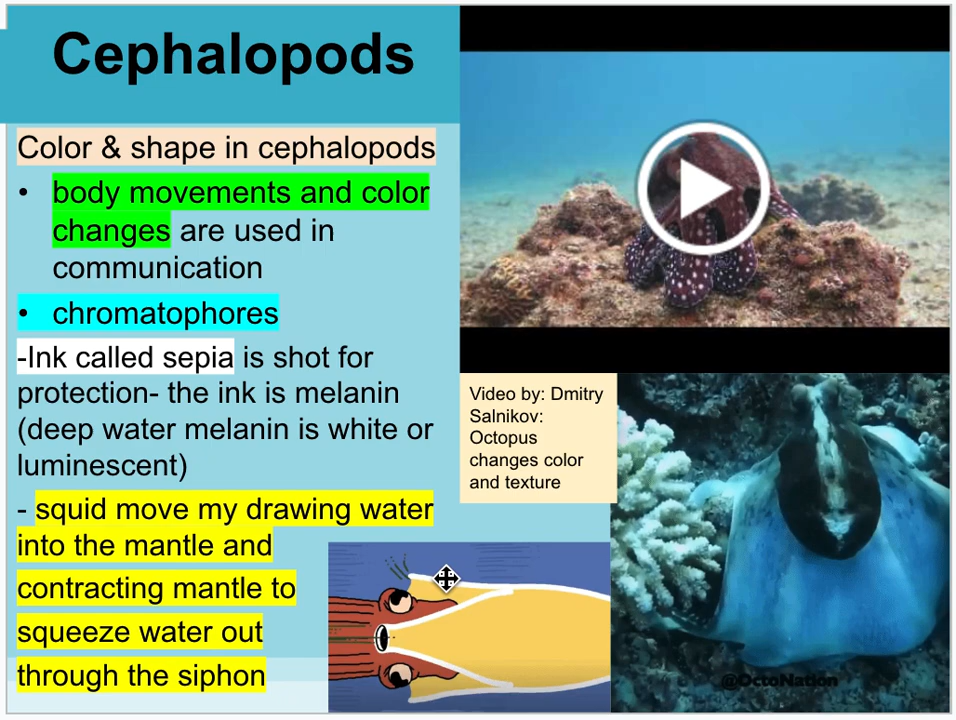 Cephalopods
Color & shape in cephalopods
• body movements and color
changes are used in
communication
• chromatophores
-Ink called sepia is shot for
protection- the ink is melanin
(deep water melanin is white or
luminescent)
- squid move my drawing water
into the mantle and
contracting mantle to
squeeze water out
through the siphon
Video by: Dmitry
Salnikov:
Octopus
changes color
and texture
@OctoNation